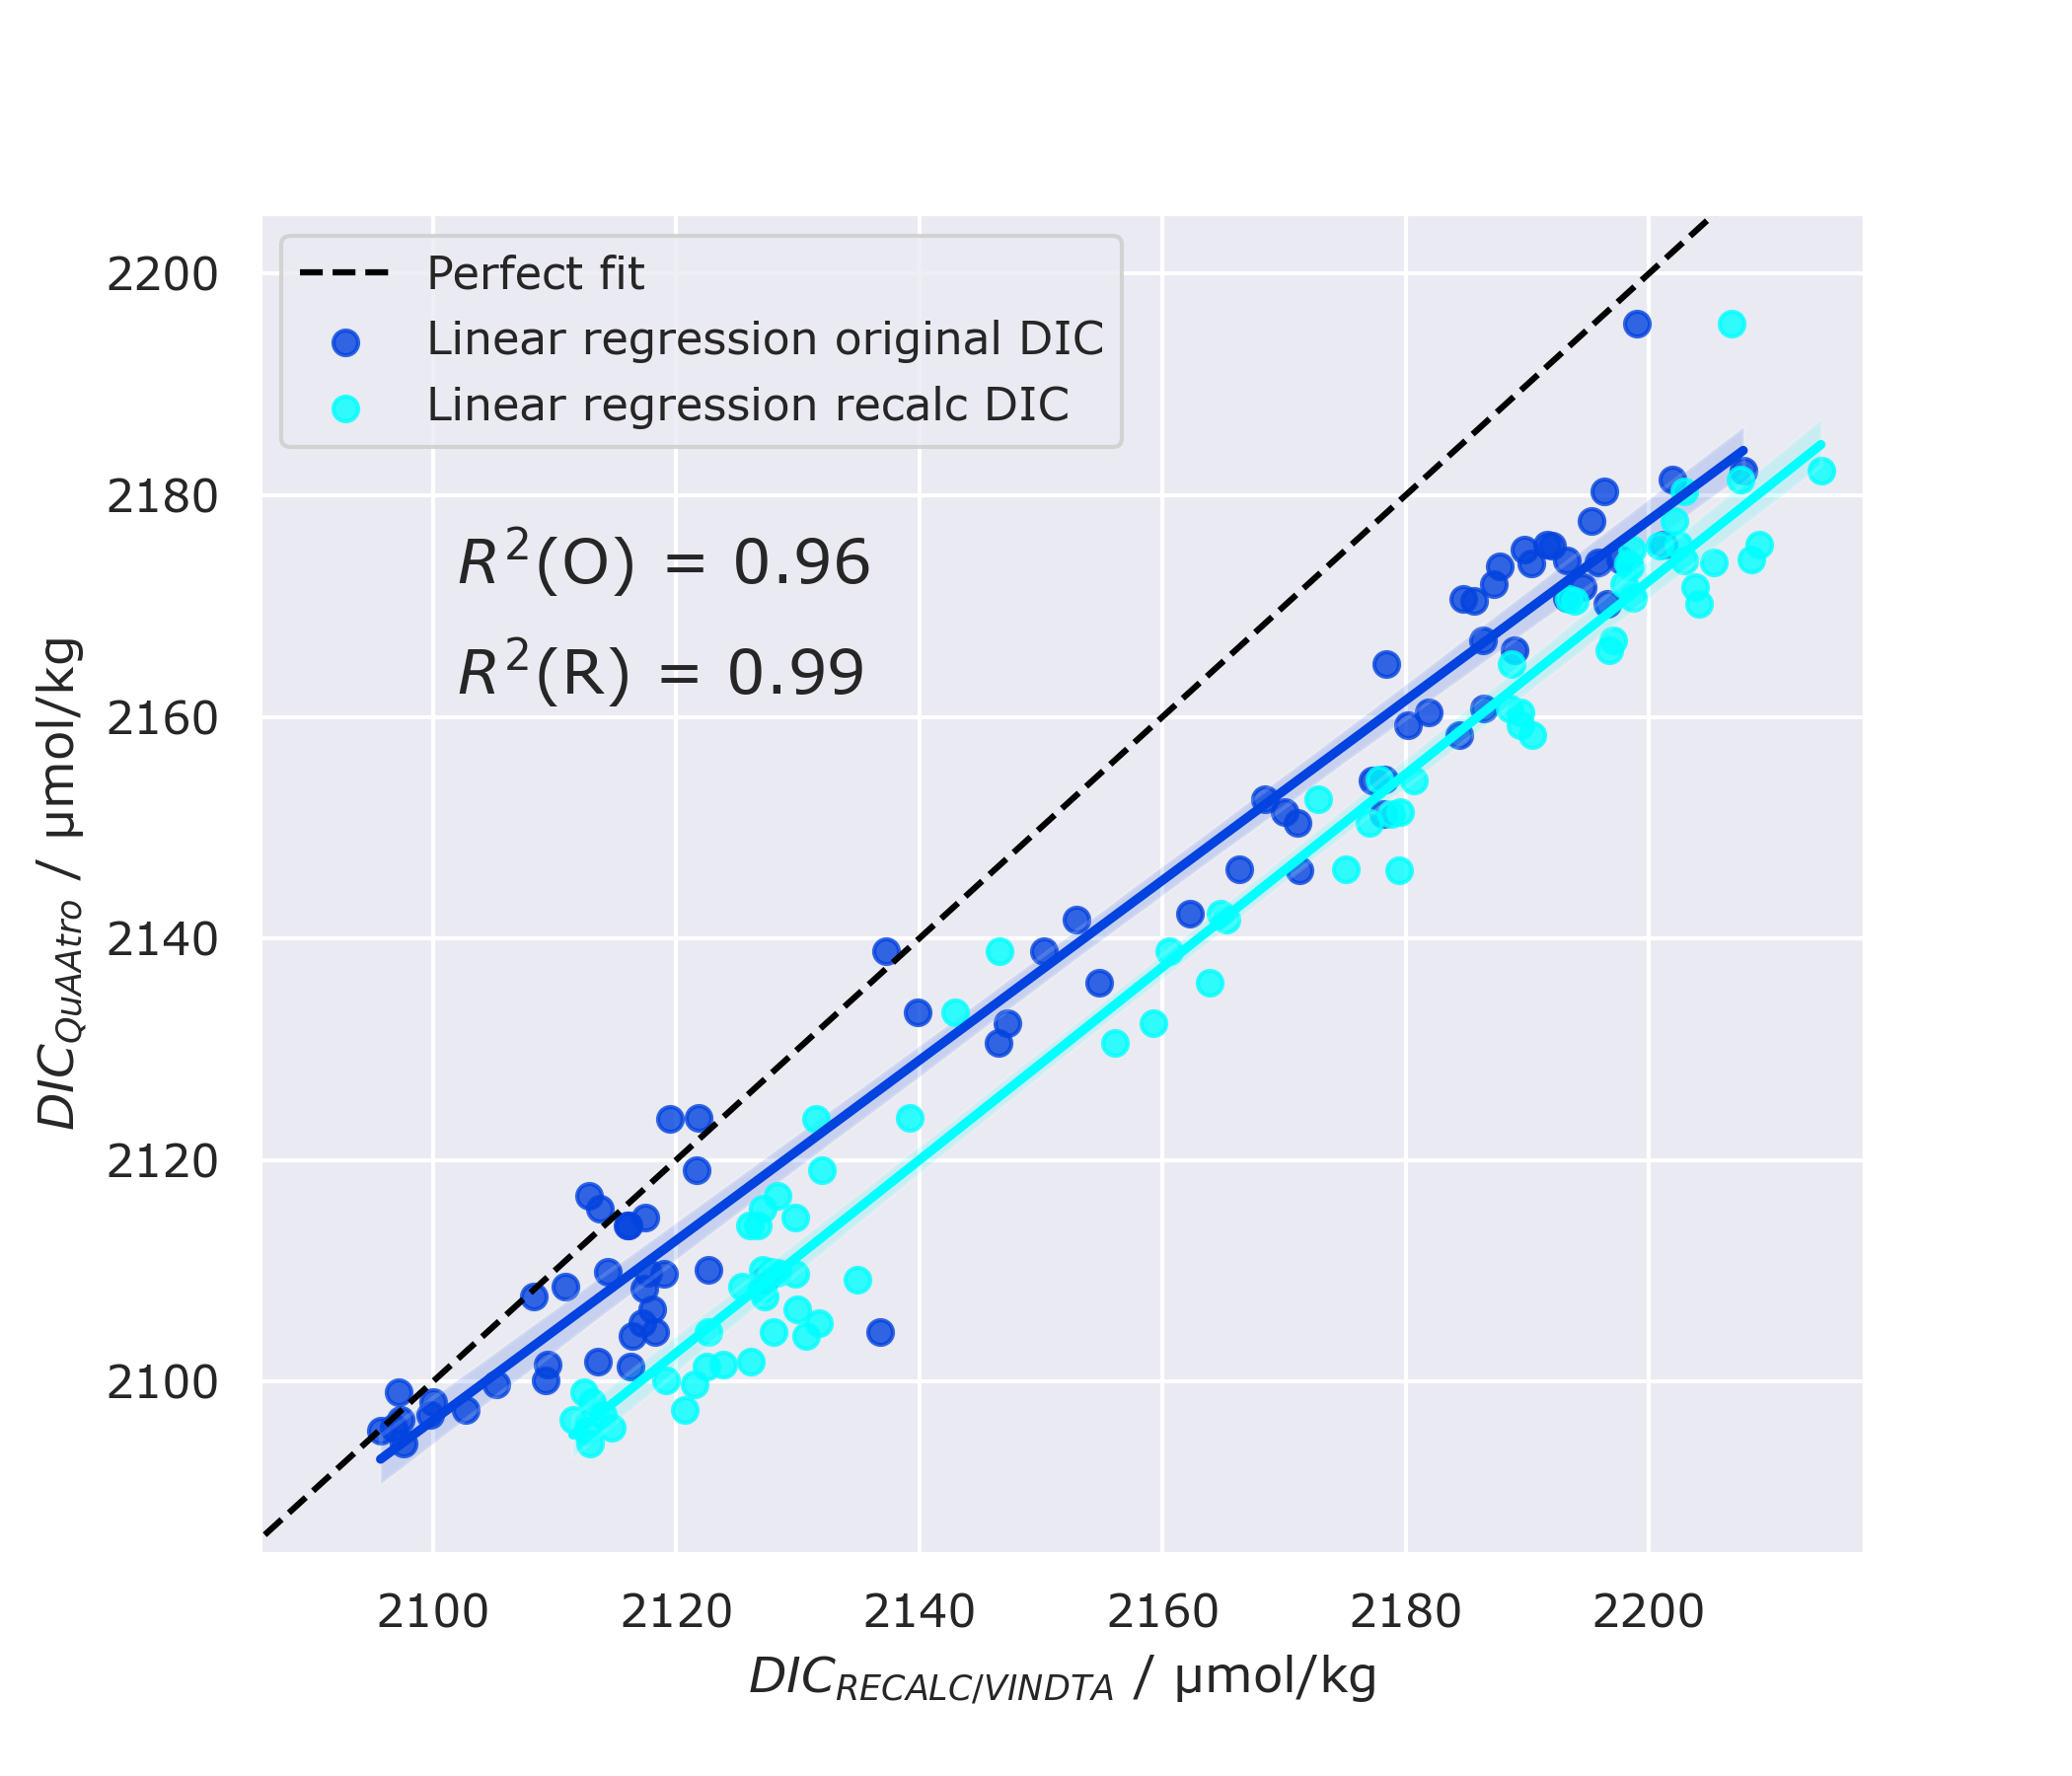 Perfect fit
Linear regression original DIC
Linear regression recalc DIC
R²(O) = 0.96
R²(R) = 0.99
2200
2180
2160
2140
2120
2100
DIC_QuAAtro / µmol/kg
2100 2120 2140 2160 2180 2200
DIC_RECALC/VINDTA / µmol/kg